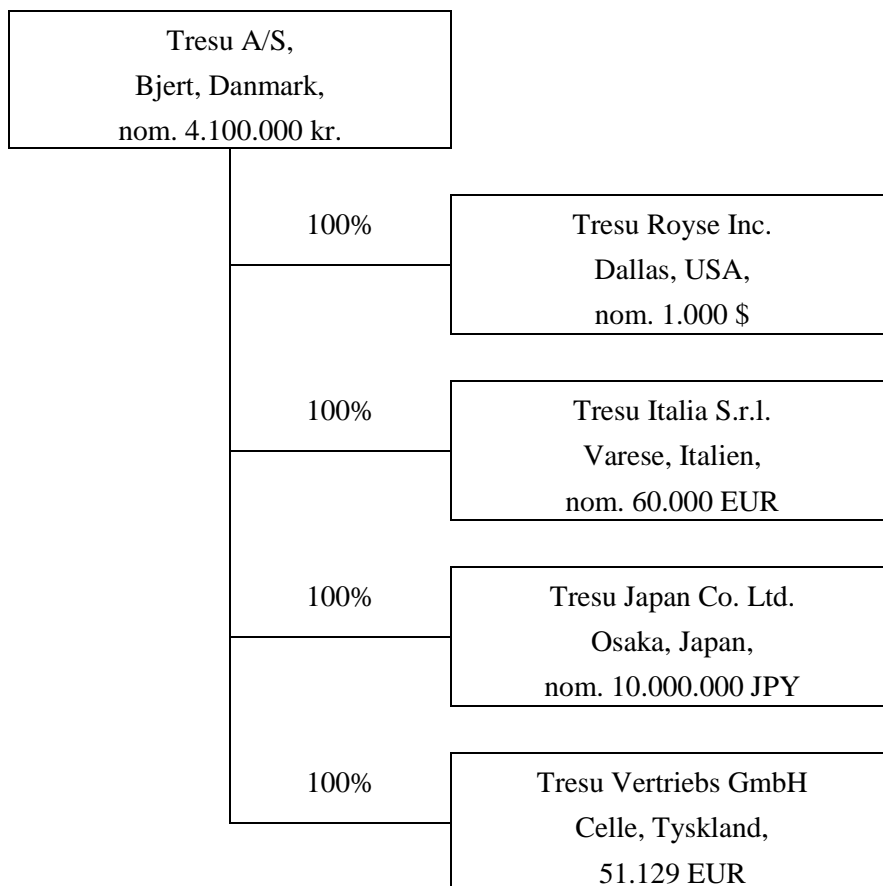 Tresu A/S,
Bjert, Danmark,
nom. 4.100.000 kr.
100%
Tresu Royse Inc.
Dallas, USA,
nom. 1.000 $
100%
Tresu Italia S.r.l.
Varese, Italien,
nom. 60.000 EUR
100%
Tresu Japan Co. Ltd.
Osaka, Japan,
nom. 10.000.000 JPY
100%
Tresu Vertriebs GmbH
Celle, Tyskland,
51.129 EUR